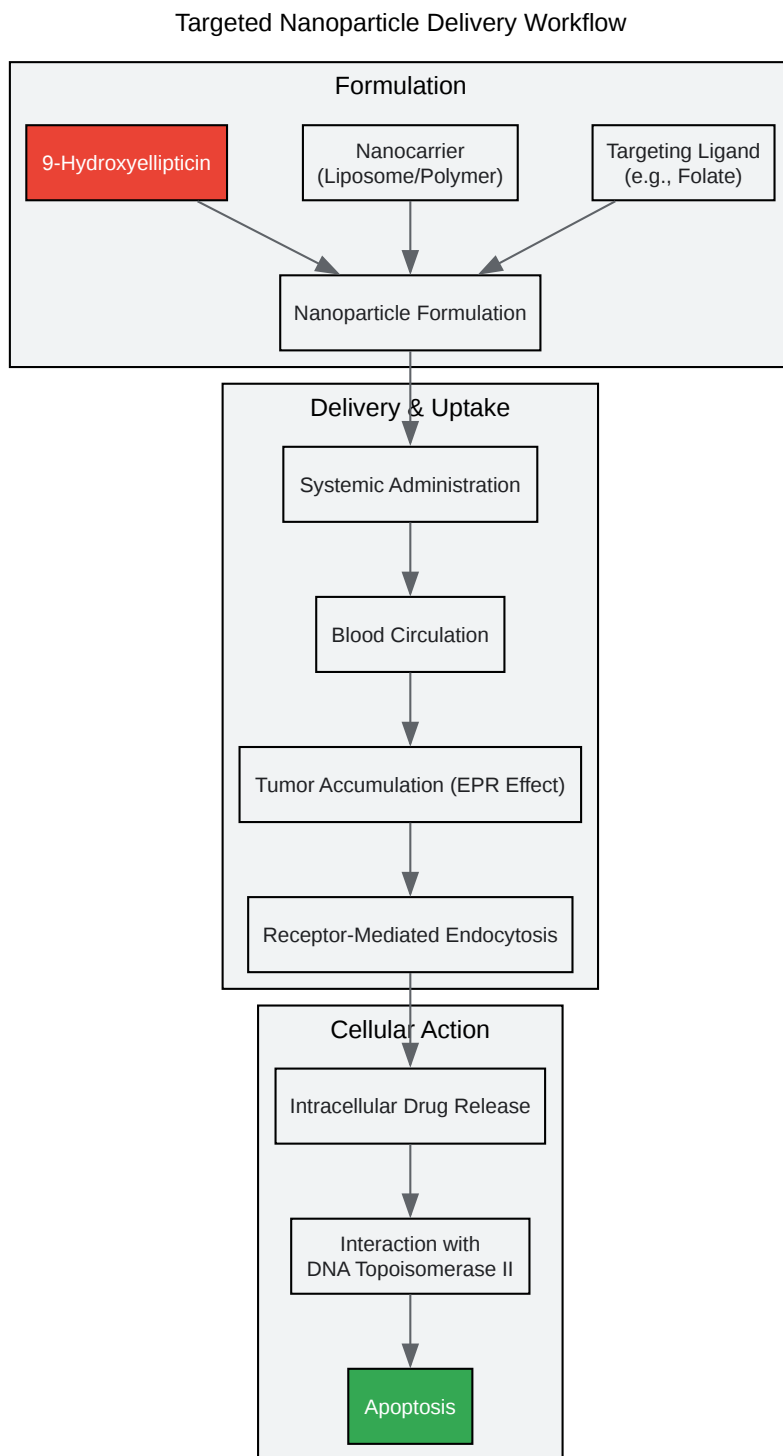 Targeted Nanoparticle Delivery Workflow
Formulation
9-Hydroxyellipticin
Nanocarrier
(Liposome/Polymer)
Targeting Ligand
(e.g., Folate)
Nanoparticle Formulation
Delivery & Uptake
Systemic Administration
Blood Circulation
Tumor Accumulation (EPR Effect)
Receptor-Mediated Endocytosis
Cellular Action
Intracellular Drug Release
Interaction with
DNA Topoisomerase II
Apoptosis